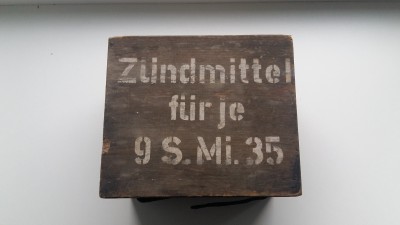 Zündmittel
für je
9 S.Mi.35